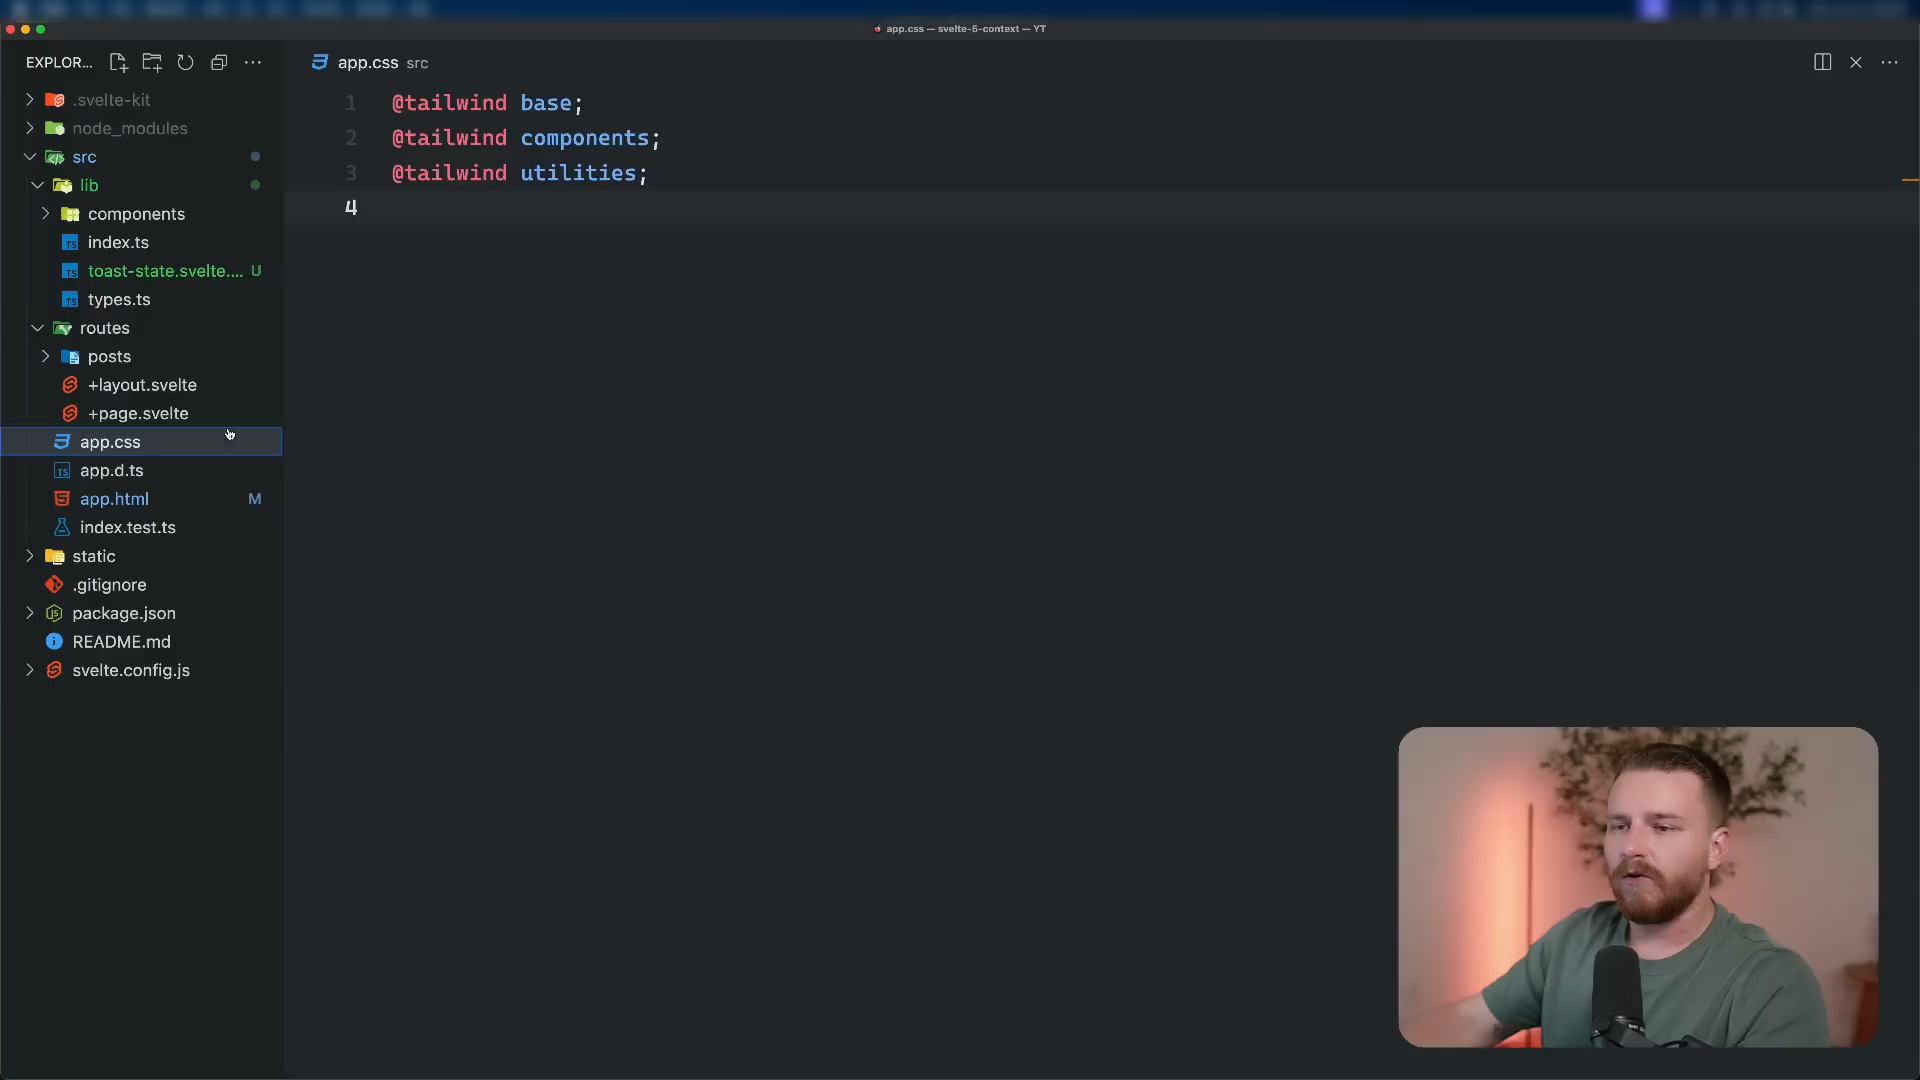 app.css — svelte-5-context — YT
EXPLOR...
.svelte-kit
node_modules
src
lib
components
index.ts
toast-state.svelte.... U
types.ts
routes
posts
+layout.svelte
+page.svelte
app.css
app.d.ts
app.html M
index.test.ts
static
.gitignore
package.json
README.md
svelte.config.js
app.css src
1 @tailwind base;
2 @tailwind components;
3 @tailwind utilities;
4